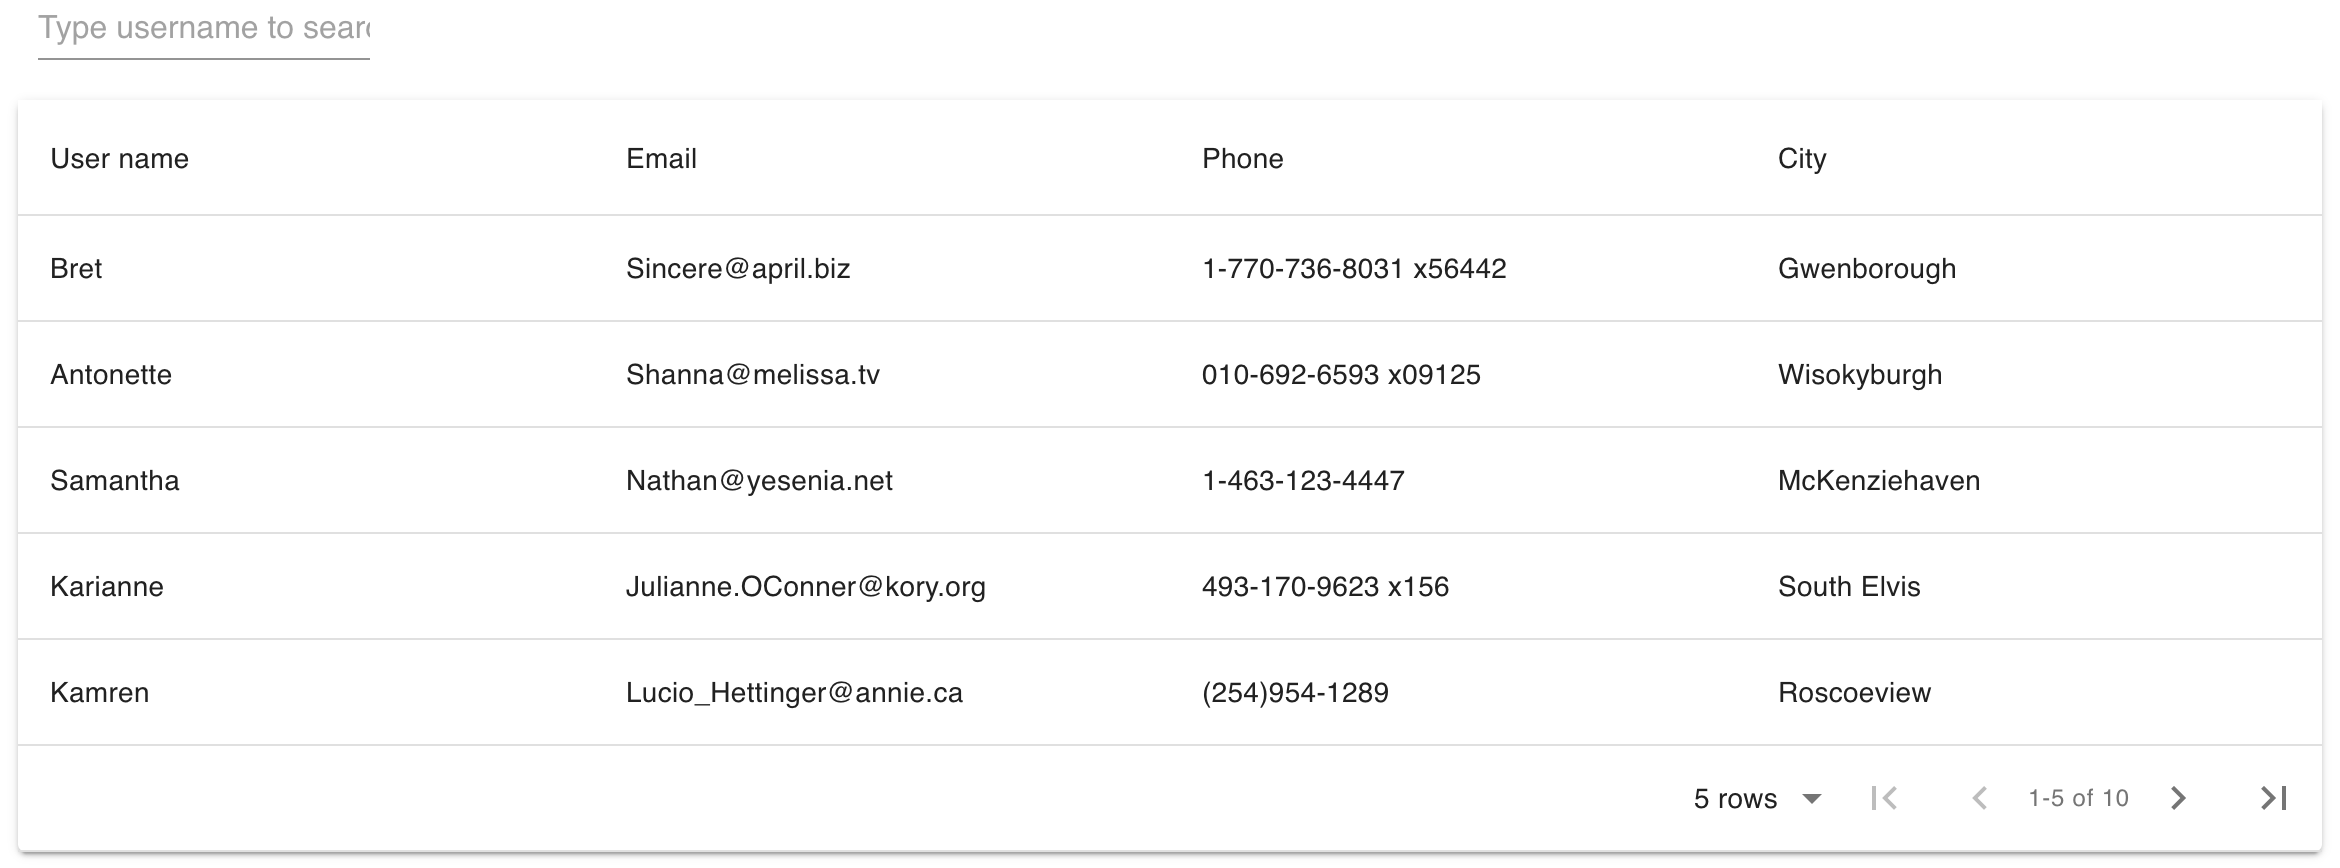 Type username to sear
User name Email Phone City
Bret Sincere@april.biz 1-770-736-8031 x56442 Gwenborough
Antonette Shanna@melissa.tv 010-692-6593 x09125 Wisokyburgh
Samantha Nathan@yesenia.net 1-463-123-4447 McKenziehaven
Karianne Julianne.OConner@kory.org 493-170-9623 x156 South Elvis
Kamren Lucio_Hettinger@annie.ca (254)954-1289 Roscoeview
5 rows 1-5 of 10